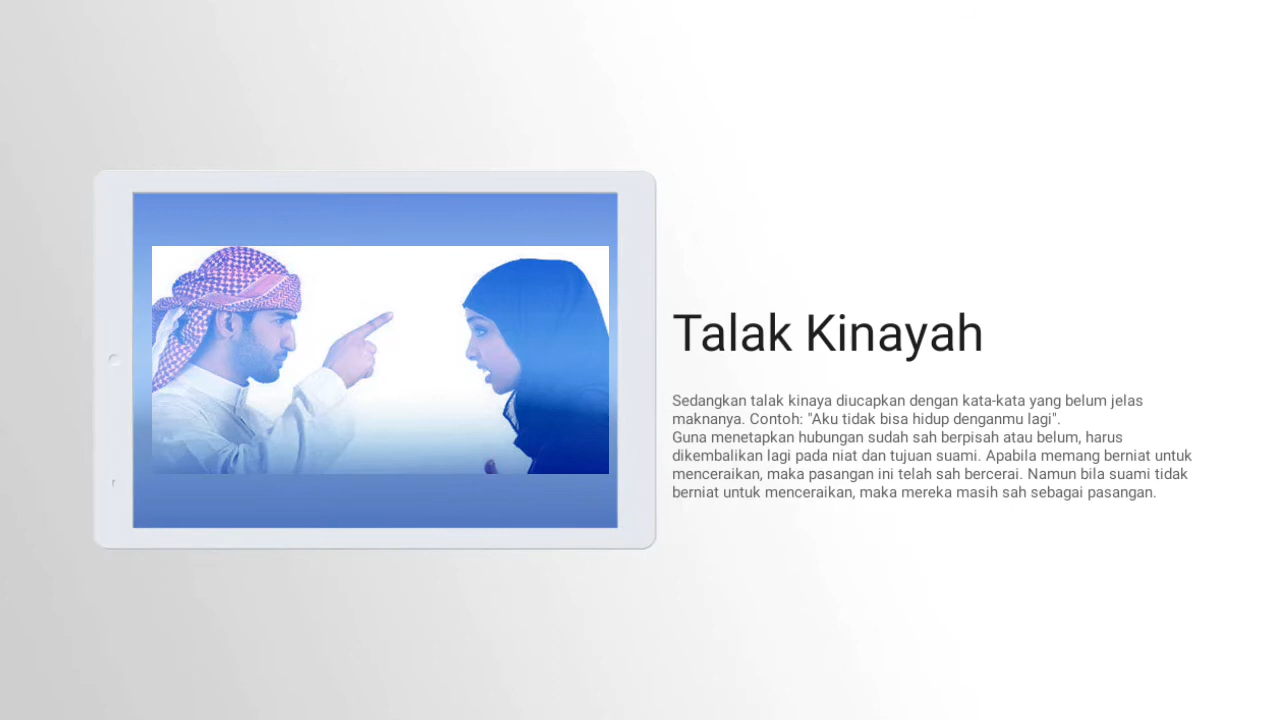 Talak Kinayah
Sedangkan talak kinaya diucapkan dengan kata-kata yang belum jelas
maknanya. Contoh: "Aku tidak bisa hidup denganmu lagi".
Guna menetapkan hubungan sudah sah berpisah atau belum, harus
dikembalikan lagi pada niat dan tujuan suami. Apabila memang berniat untuk
menceraikan, maka pasangan ini telah sah bercerai. Namun bila suami tidak
berniat untuk menceraikan, maka mereka masih sah sebagai pasangan.